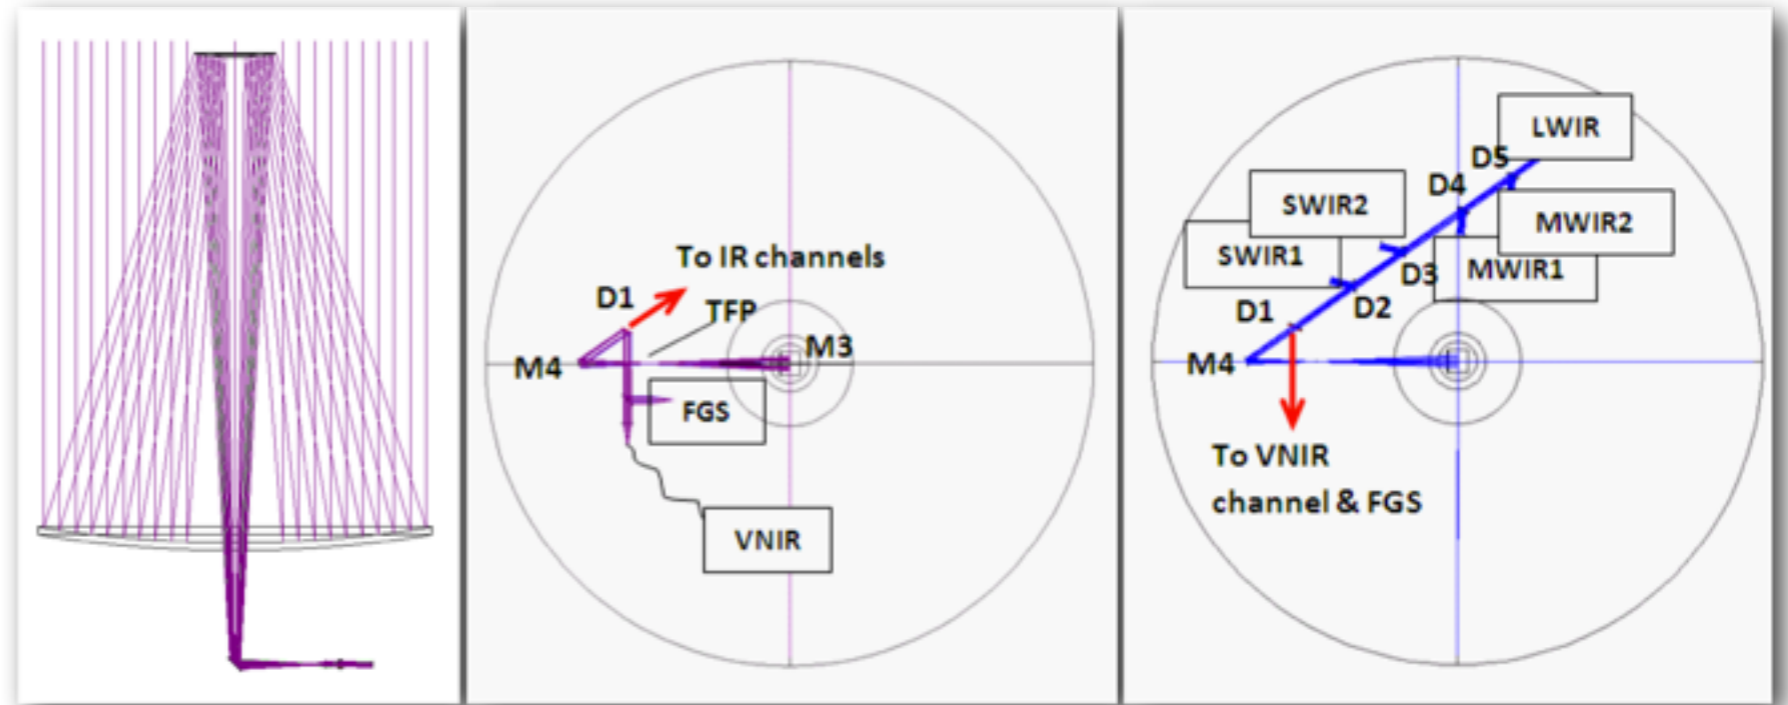 To IR channels
D1
TFP
M3
M4
FGS
VNIR
LWIR
D5
D4
SWIR2
MWIR2
SWIR1
D3
MWIR1
D1
D2
M4
To VNIR
channel & FGS